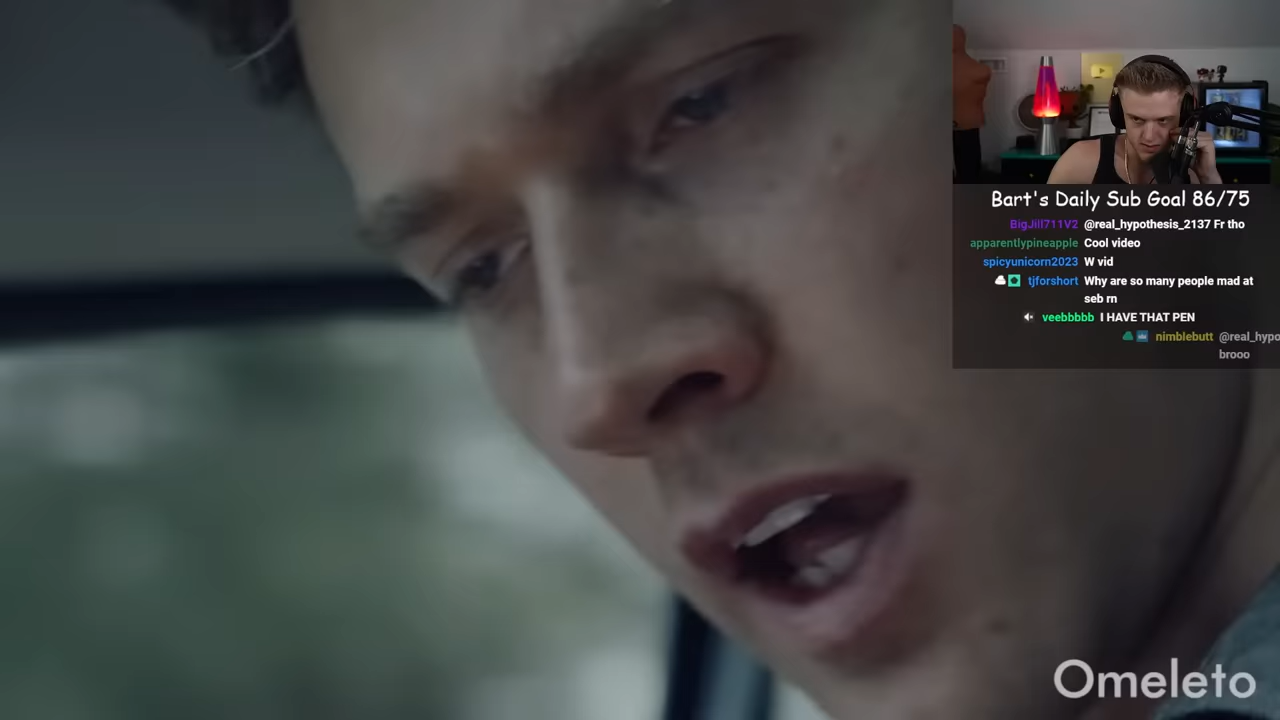 Bart's Daily Sub Goal 86/75
BigJill711V2 @real_hypothesis_2137 Fr tho
apparentlypineapple Cool video
spicyunicorn2023 W vid
tjforshort Why are so many people mad at
seb rn
veebbbbb I HAVE THAT PEN
nimblebutt @real_hypo
brooo
Omeleto